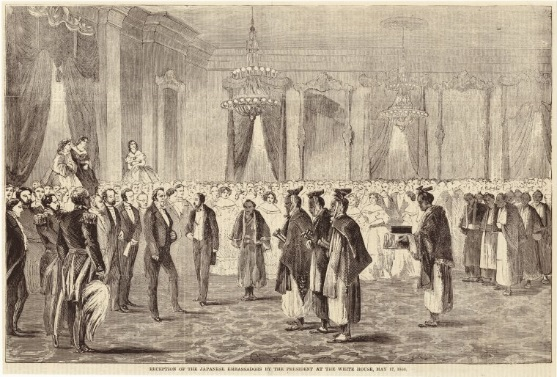 RECEPTION OF THE JAPANESE EMBASSADORS BY THE PRESIDENT AT THE WHITE HOUSE, MAY 17, 1860.